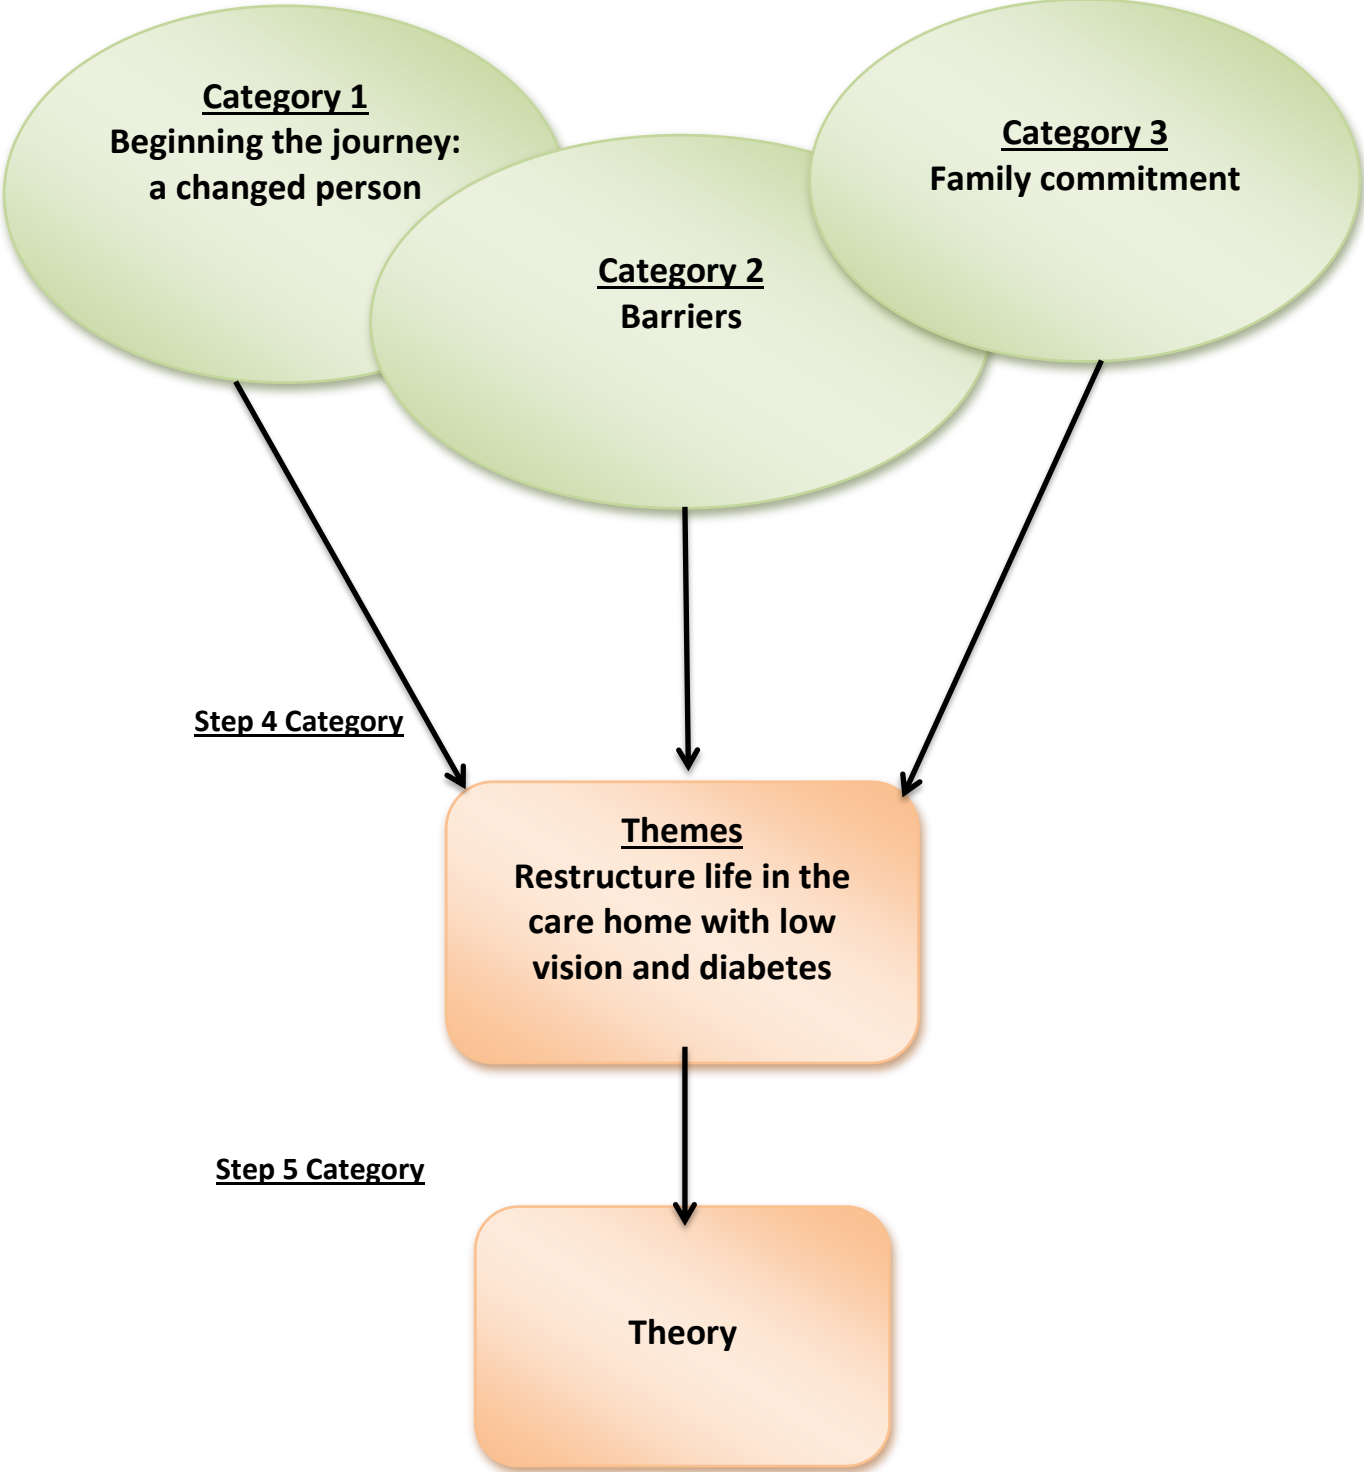 Category 1
Beginning the journey:
a changed person
Category 2
Barriers
Category 3
Family commitment
Step 4 Category
Themes
Restructure life in the
care home with low
vision and diabetes
Step 5 Category
Theory